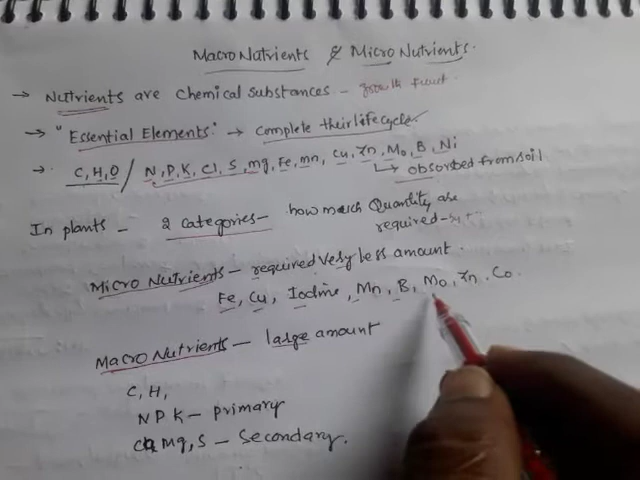 Macro Nutrients & Micro Nutrients.
→ Nutrients are Chemical substances - growth
→ "Essential Elements" → complete their lifecycle.
→ C, H, O / N, P, K, Cl, S, mg, Fe, mn, Cu, Zn, Mo, B, Ni
↳ obsorbed from soil
In plants - 2 categories - how much Quantity are
required -
Micro Nutrients - required Very less amount.
Fe, Cu, Iodine, Mn, B, Mo, Zn, Co.
Macro Nutrients - large amount
C, H,
N P K - primary
Ca, Mg, S - Secondary.